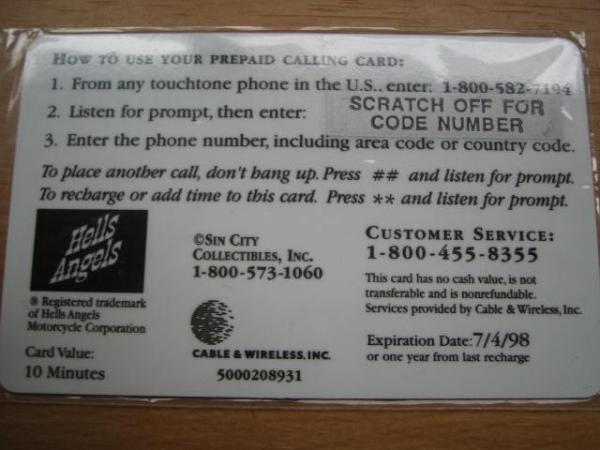 HOW TO USE YOUR PREPAID CALLING CARD:
1. From any touchtone phone in the U.S., enter: 1-800-582-7194
2. Listen for prompt, then enter:
SCRATCH OFF FOR
CODE NUMBER
3. Enter the phone number, including area code or country code.
To place another call, don't hang up. Press ## and listen for prompt.
To recharge or add time to this card. Press ** and listen for prompt.
Hells
Angels
® Registered trademark
of Hells Angels
Motorcycle Corporation
Card Value:
10 Minutes
©SIN CITY
COLLECTIBLES, INC.
1-800-573-1060
CABLE & WIRELESS, INC.
5000208931
CUSTOMER SERVICE:
1-800-455-8355
This card has no cash value, is not
transferable and is nonrefundable.
Services provided by Cable & Wireless, Inc.
Expiration Date: 7/4/98
or one year from last recharge